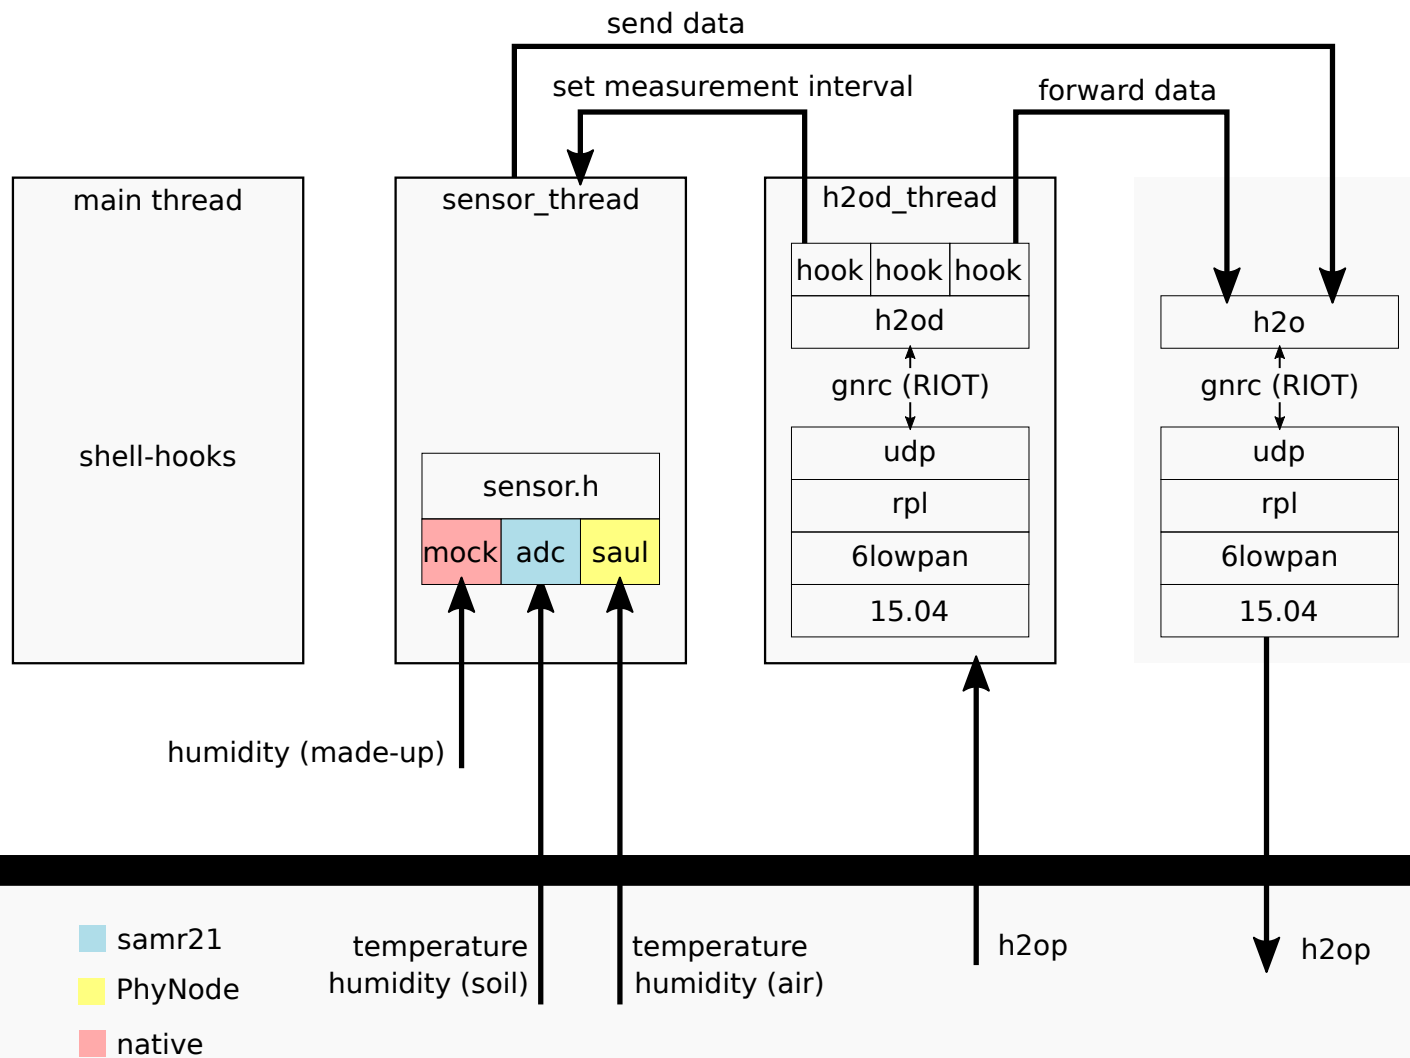 send data
set measurement interval
forward data
main thread
shell-hooks
sensor_thread
sensor.h
mock adc saul
h2od_thread
hook hook hook
h2od
gnrc (RIOT)
udp
rpl
6lowpan
15.04
h2o
gnrc (RIOT)
udp
rpl
6lowpan
15.04
humidity (made-up)
temperature
humidity (soil)
temperature
humidity (air)
h2op
h2op
samr21
PhyNode
native